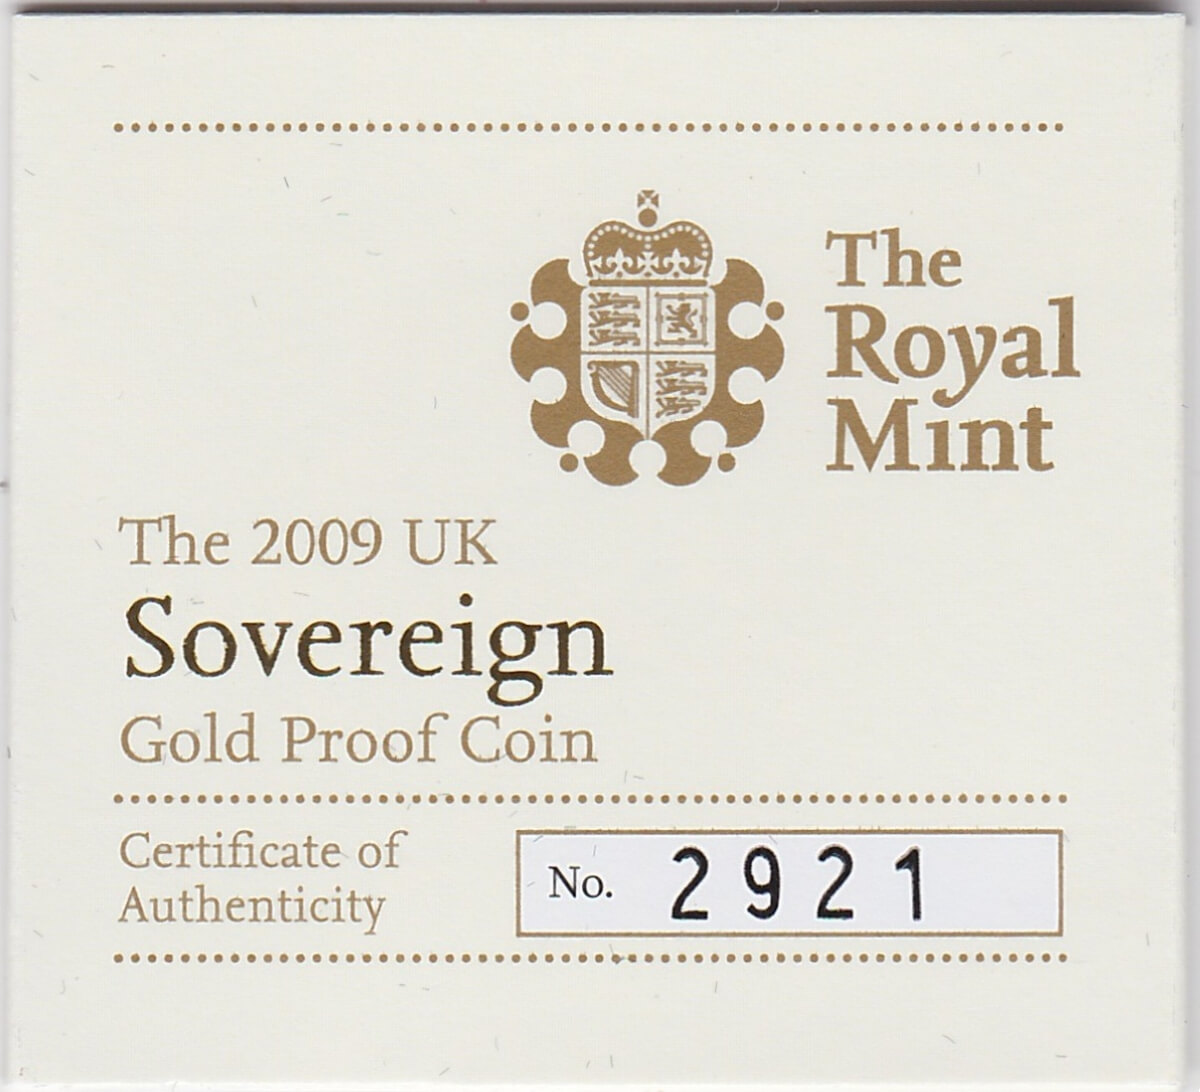 The
Royal
Mint
The 2009 UK
Sovereign
Gold Proof Coin
Certificate of
Authenticity
No. 2921